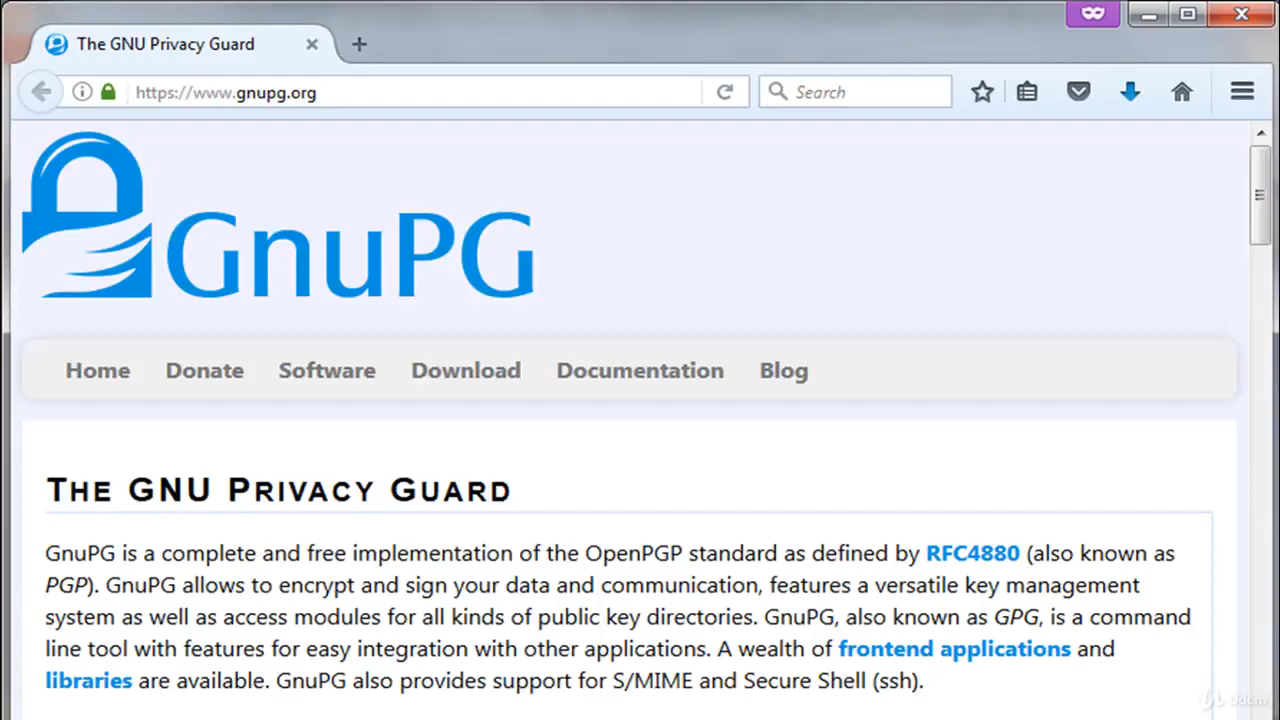 The GNU Privacy Guard
https://www.gnupg.org
Search
GnuPG
Home Donate Software Download Documentation Blog
THE GNU PRIVACY GUARD
GnuPG is a complete and free implementation of the OpenPGP standard as defined by RFC4880 (also known as
PGP). GnuPG allows to encrypt and sign your data and communication, features a versatile key management
system as well as access modules for all kinds of public key directories. GnuPG, also known as GPG, is a command
line tool with features for easy integration with other applications. A wealth of frontend applications and
libraries are available. GnuPG also provides support for S/MIME and Secure Shell (ssh).
Udemy